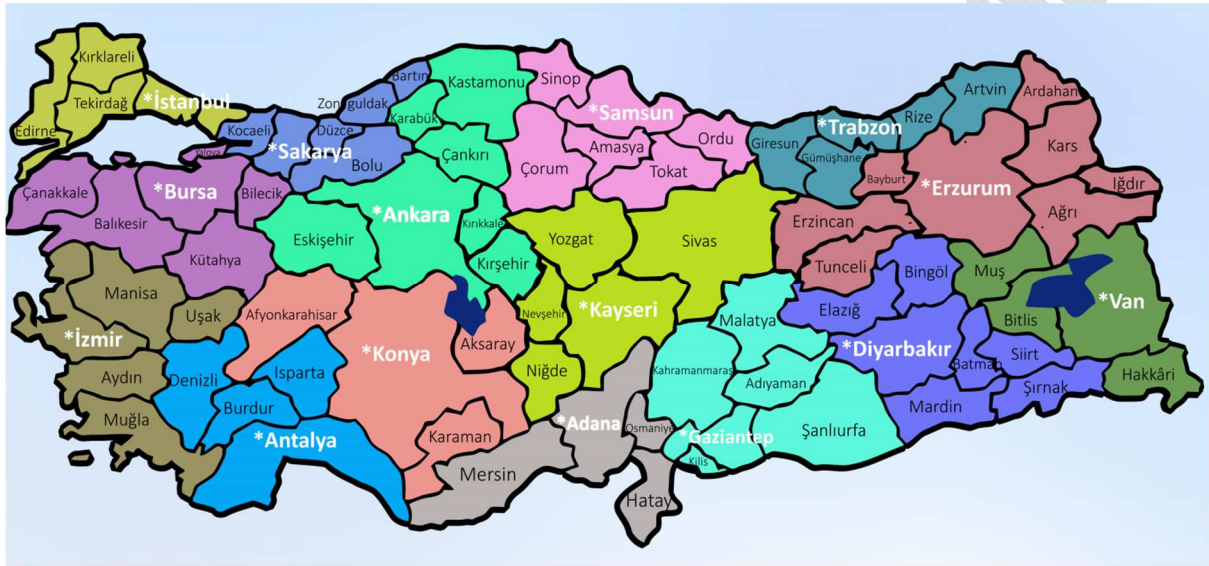 Kırklareli
Tekirdağ
*İstanbul
Edirne
Kocaeli
Yalova
*Sakarya
Düzce
Bolu
Zonguldak
Bartın
Karabük
Kastamonu
Çankırı
Sinop
*Samsun
Ordu
Amasya
Tokat
Çorum
Giresun
Gümüşhane
*Trabzon
Rize
Artvin
Ardahan
Kars
Iğdır
Ağrı
*Erzurum
Bayburt
Erzincan
Tunceli
Çanakkale
Balıkesir
*Bursa
Bilecik
Kütahya
Eskişehir
*Ankara
Kırıkkale
Kırşehir
Yozgat
Sivas
*Kayseri
Nevşehir
Niğde
Manisa
Uşak
*İzmir
Aydın
Muğla
Afyonkarahisar
*Konya
Aksaray
Karaman
Denizli
Isparta
Burdur
*Antalya
Mersin
*Adana
Osmaniye
Hatay
Malatya
Kahramanmaraş
Adıyaman
*Gaziantep
Kilis
Şanlıurfa
Elazığ
Bingöl
*Diyarbakır
Batman
Siirt
Şırnak
Mardin
Muş
Bitlis
*Van
Hakkâri